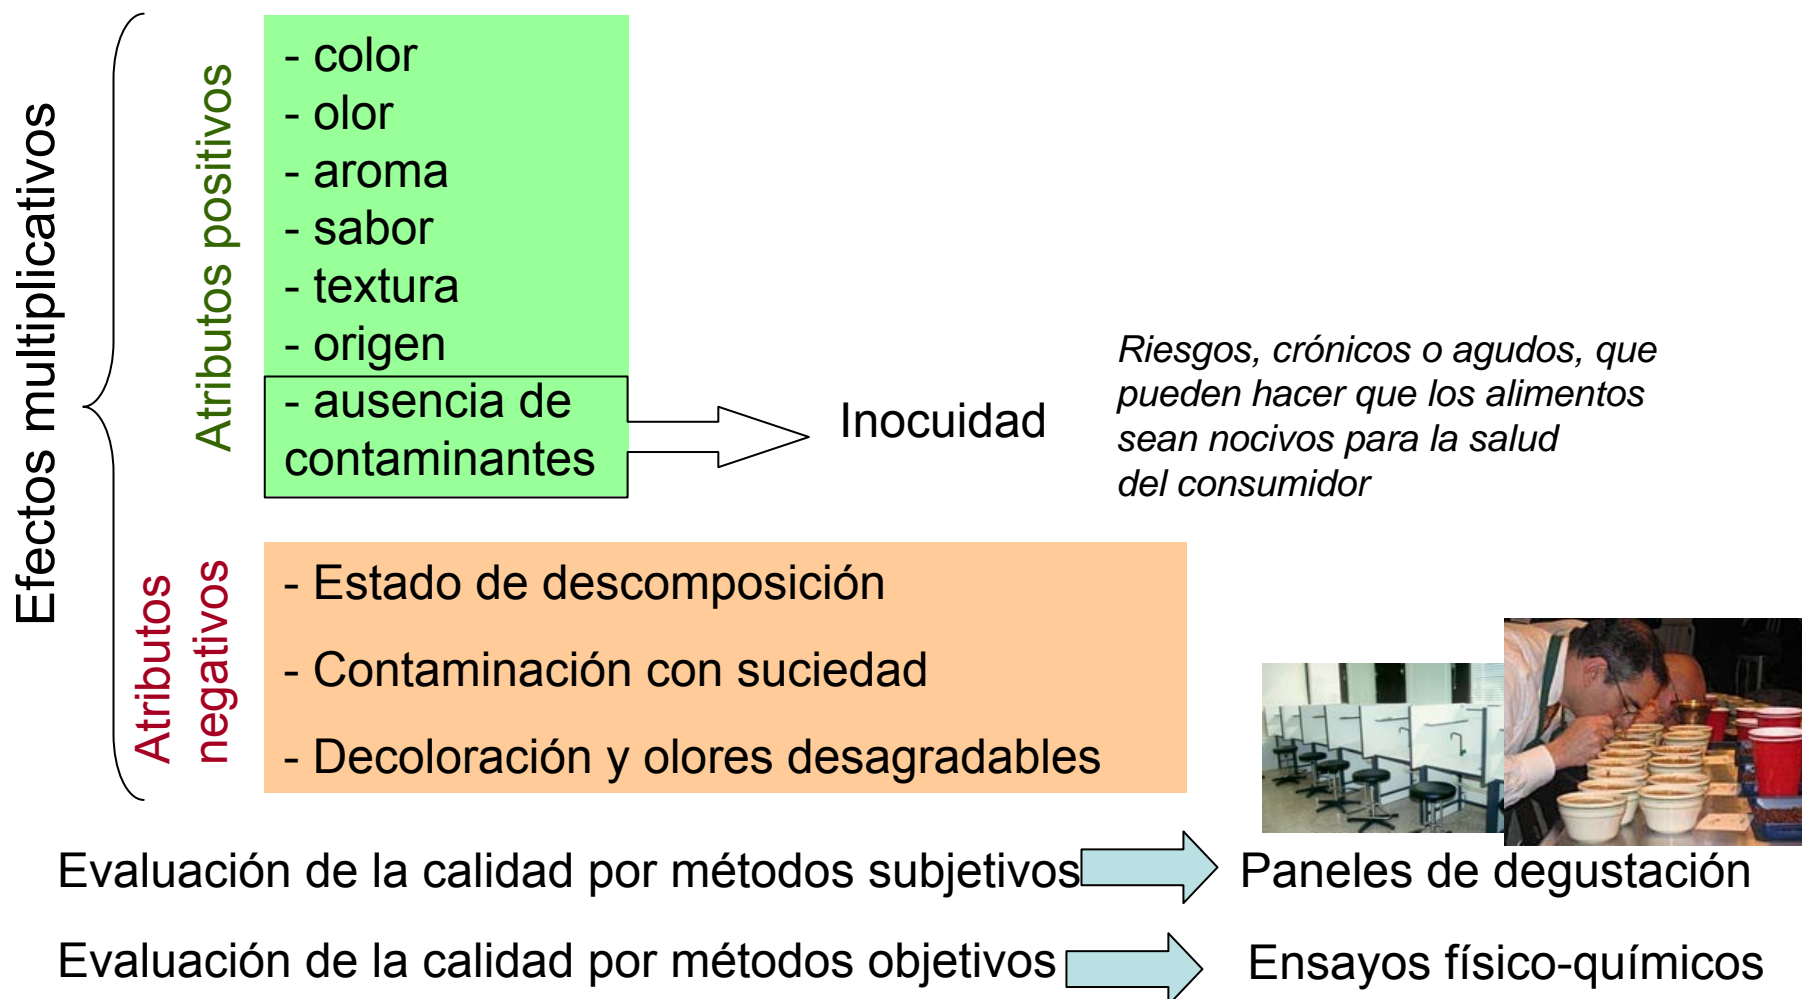 Efectos multiplicativos
Atributos positivos
- color
- olor
- aroma
- sabor
- textura
- origen
- ausencia de
contaminantes
Inocuidad
Riesgos, crónicos o agudos, que
pueden hacer que los alimentos
sean nocivos para la salud
del consumidor
Atributos
negativos
- Estado de descomposición
- Contaminación con suciedad
- Decoloración y olores desagradables
Evaluación de la calidad por métodos subjetivos
Paneles de degustación
Evaluación de la calidad por métodos objetivos
Ensayos físico-químicos